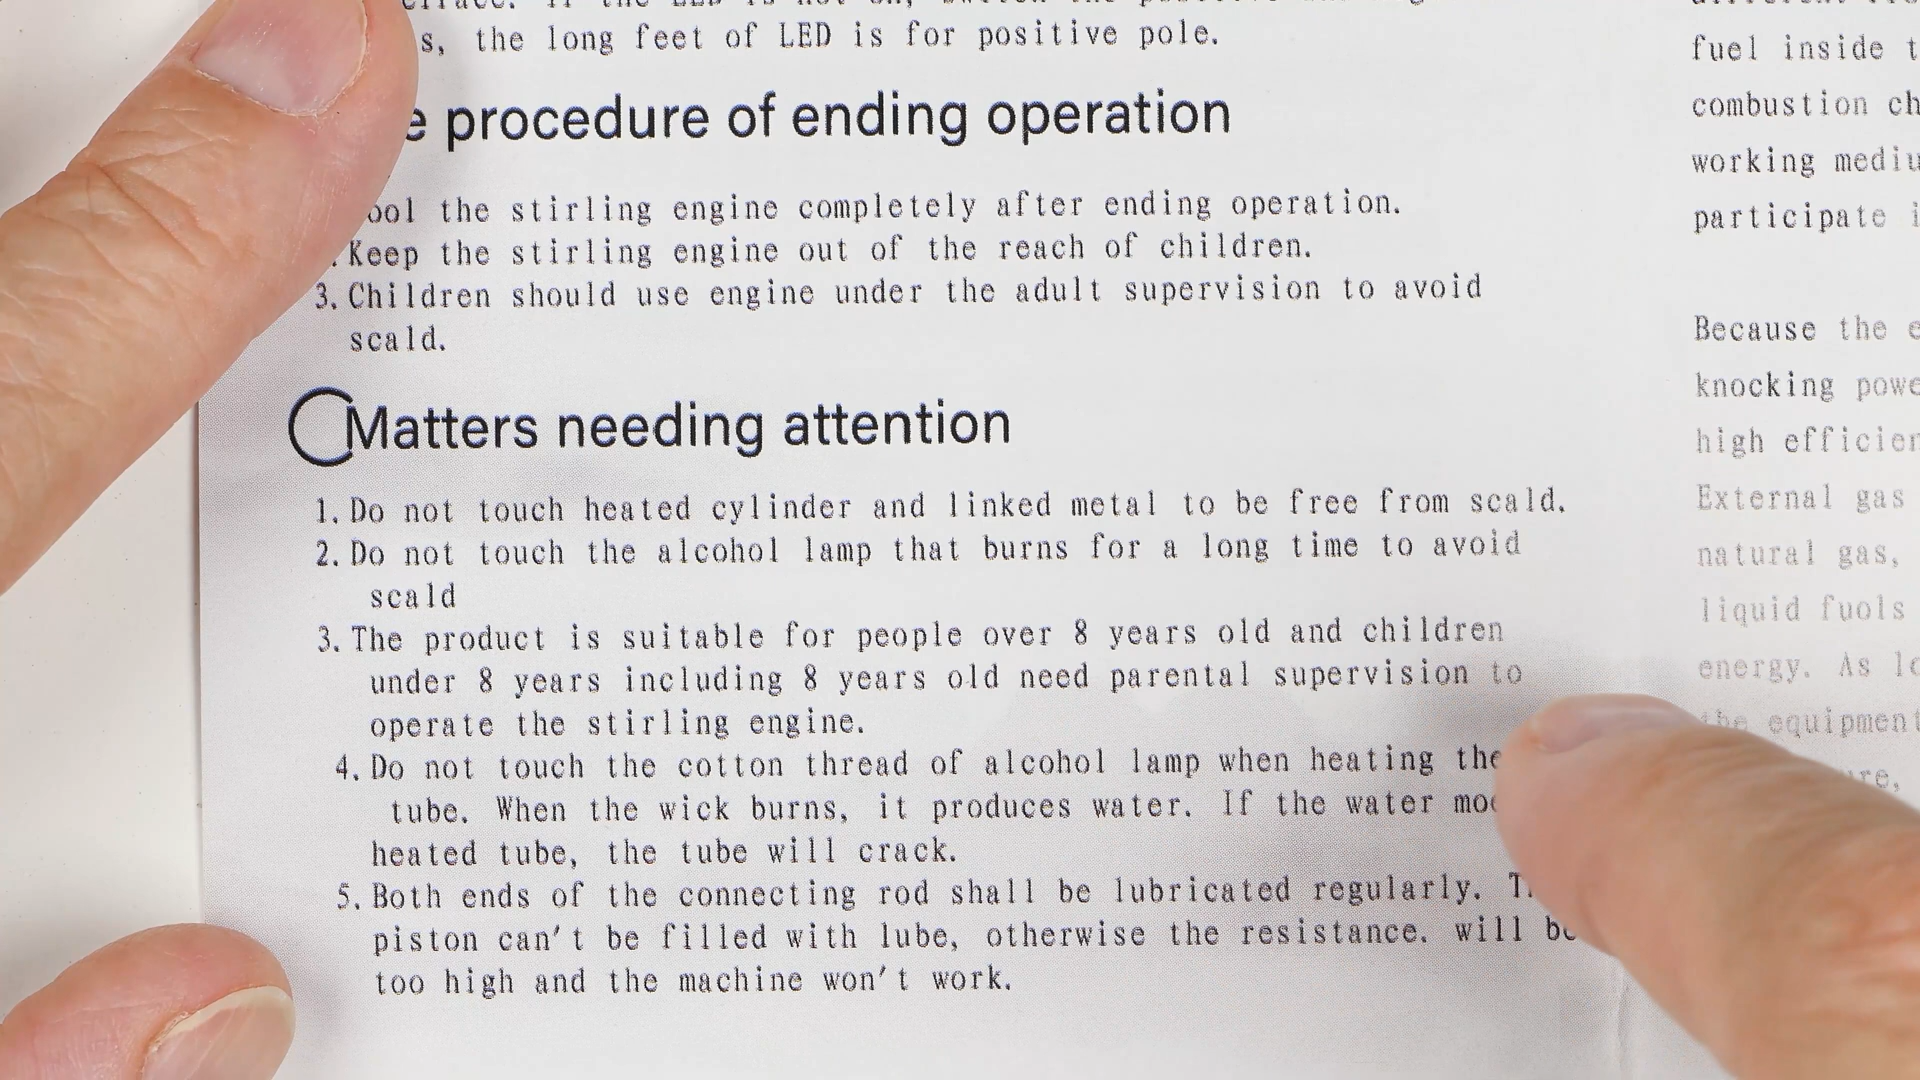 s, the long feet of LED is for positive pole.
procedure of ending operation
the stirling engine completely after ending operation.
Keep the stirling engine out of the reach of children.
3. Children should use engine under the adult supervision to avoid
scald.
Matters needing attention
1. Do not touch heated cylinder and linked metal to be free from scald.
2. Do not touch the alcohol lamp that burns for a long time to avoid
scald
3. The product is suitable for people over 8 years old and children
under 8 years including 8 years old need parental supervision to
operate the stirling engine.
4. Do not touch the cotton thread of alcohol lamp when heating the
tube. When the wick burns, it produces water. If the water
heated tube, the tube will crack.
5. Both ends of the connecting rod shall be lubricated regularly.
piston can't be filled with lube, otherwise the resistance. will be
too high and the machine won't work.
fuel inside
combustion
working
participate
Because the
knocking
high
External gas
natural gas,
liquid fuols
energy. As
the equipment